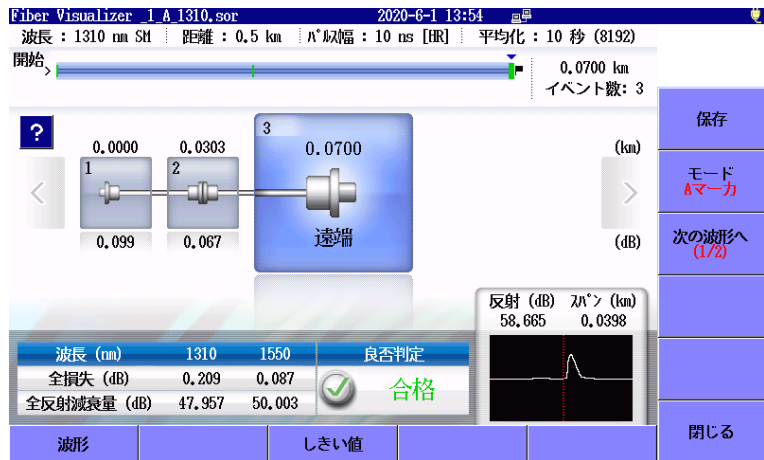 Fiber Visualizer _1_A_1310.sor 2020-6-1 13:54
波長 : 1310 nm SM 距離 : 0.5 km パルス幅 : 10 ns [HR] 平均化 : 10 秒 (8192)
開始
0.0700 km
イベント数: 3
保存
?
0.0000 0.0303 3 0.0700 (km)
1 2
モード
Aマーカ
0.099 0.067 遠端 (dB)
次の波形へ
(1/2)
反射 (dB) スパン (km)
58.665 0.0398
波長 (nm) 1310 1550 良否判定
全損失 (dB) 0.209 0.087 合格
全反射減衰量 (dB) 47.957 50.003
閉じる
波形 しきい値